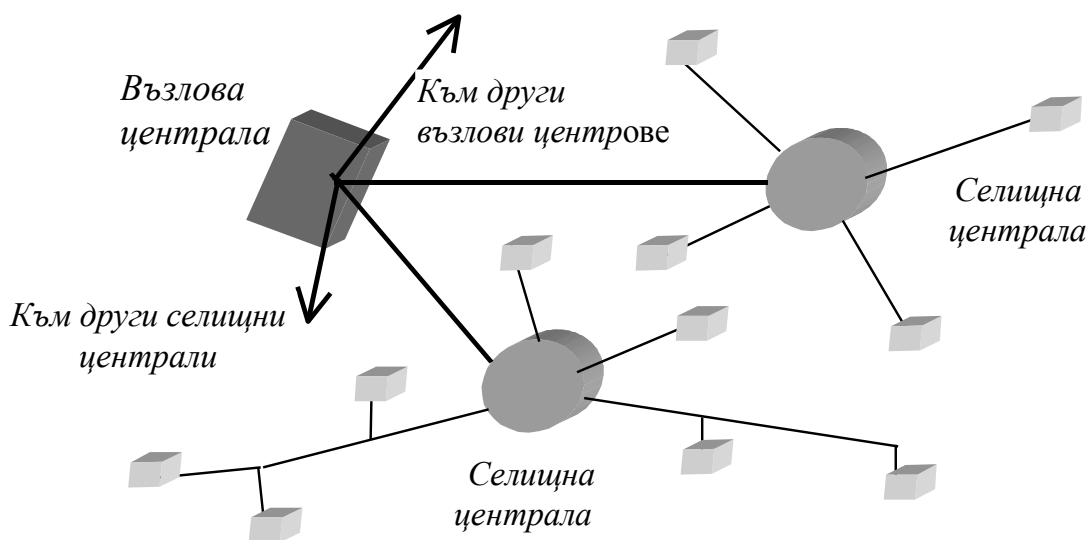 Възлова
централа
Към други
възлови центрове
Селищна
централа
Към други селищни
централи
Селищна
централа